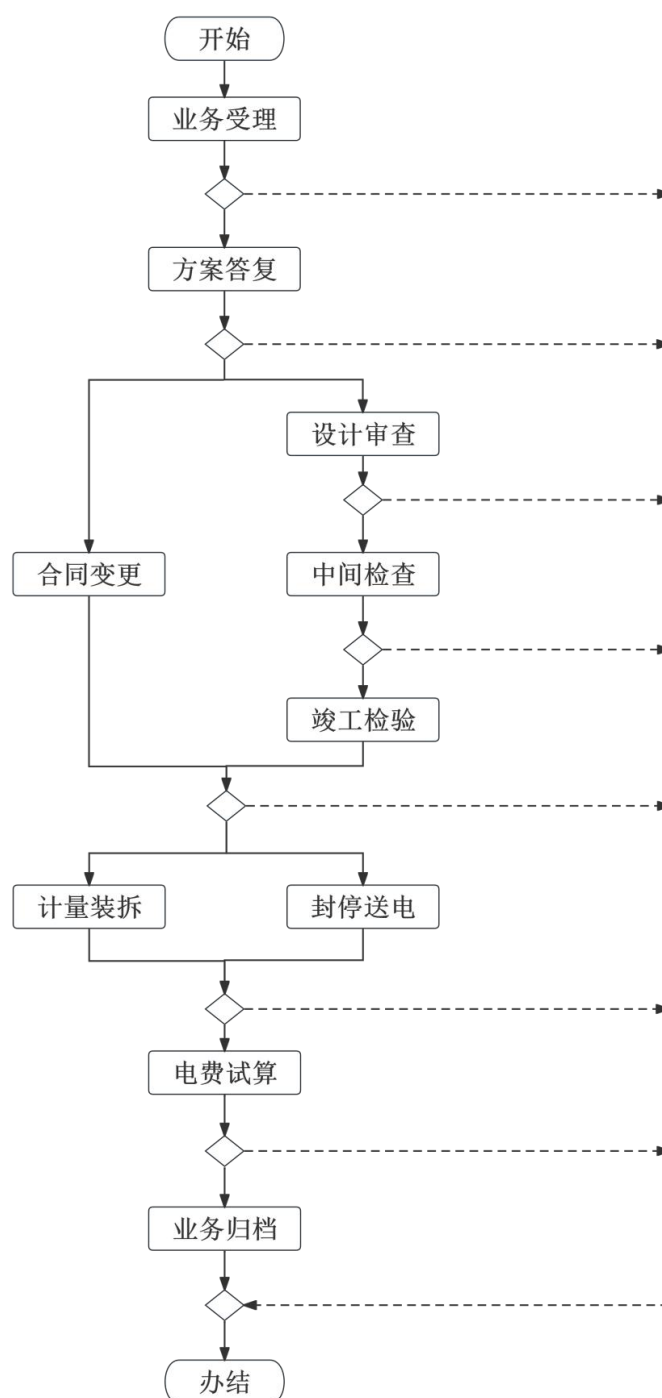 开始
业务受理
方案答复
设计审查
合同变更
中间检查
竣工检验
计量装拆
封停送电
电费试算
业务归档
办结